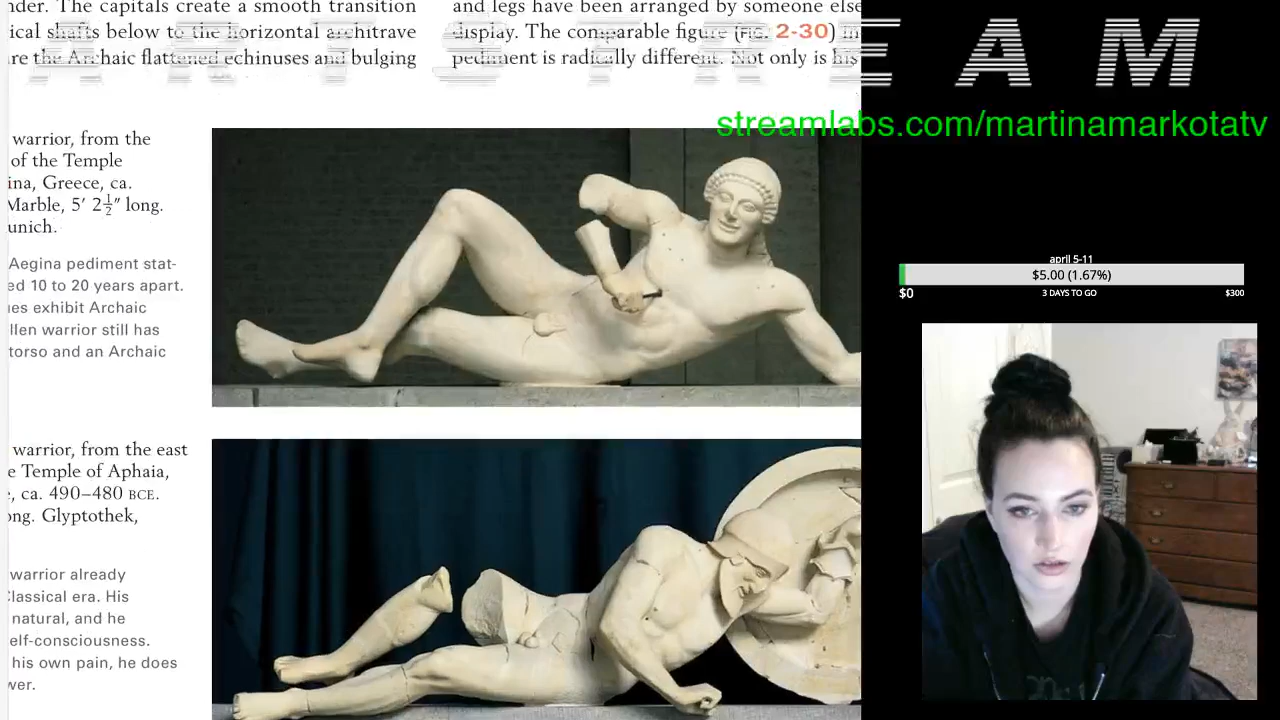 nder. The capitals create a smooth transition
ical shafts below to the horizontal architrave
re the Archaic flattened echinuses and bulging
and legs have been arranged by someone else
display. The comparable figure (FIG. 2-30) in
pediment is radically different. Not only is his
ARTSTREAM
streamlabs.com/martinamarkotatv
warrior, from the
of the Temple
ina, Greece, ca.
Marble, 5′ 2½″ long.
unich.
Aegina pediment stat-
ed 10 to 20 years apart.
ues exhibit Archaic
llen warrior still has
torso and an Archaic
april 5-11
$5.00 (1.67%)
$0
3 DAYS TO GO
$300
warrior, from the east
e Temple of Aphaia,
e, ca. 490–480 BCE.
ong. Glyptothek,
warrior already
Classical era. His
natural, and he
elf-consciousness.
his own pain, he does
wer.